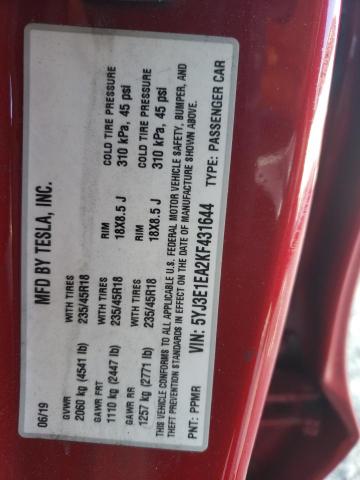 MFD BY TESLA, INC.
06/19
GVWR
2060 kg (4541 lb)
GAWR FRT WITH TIRES RIM COLD TIRE PRESSURE
1110 kg (2447 lb) 235/45R18 18X8.5 J 310 kPa, 45 psi
GAWR RR WITH TIRES RIM COLD TIRE PRESSURE
1257 kg (2771 lb) 235/45R18 18X8.5 J 310 kPa, 45 psi
THIS VEHICLE CONFORMS TO ALL APPLICABLE U.S. FEDERAL MOTOR VEHICLE SAFETY, BUMPER, AND
THEFT PREVENTION STANDARDS IN EFFECT ON THE DATE OF MANUFACTURE SHOWN ABOVE.
PNT: PPMR VIN: 5YJ3E1EA2KF431644 TYPE: PASSENGER CAR